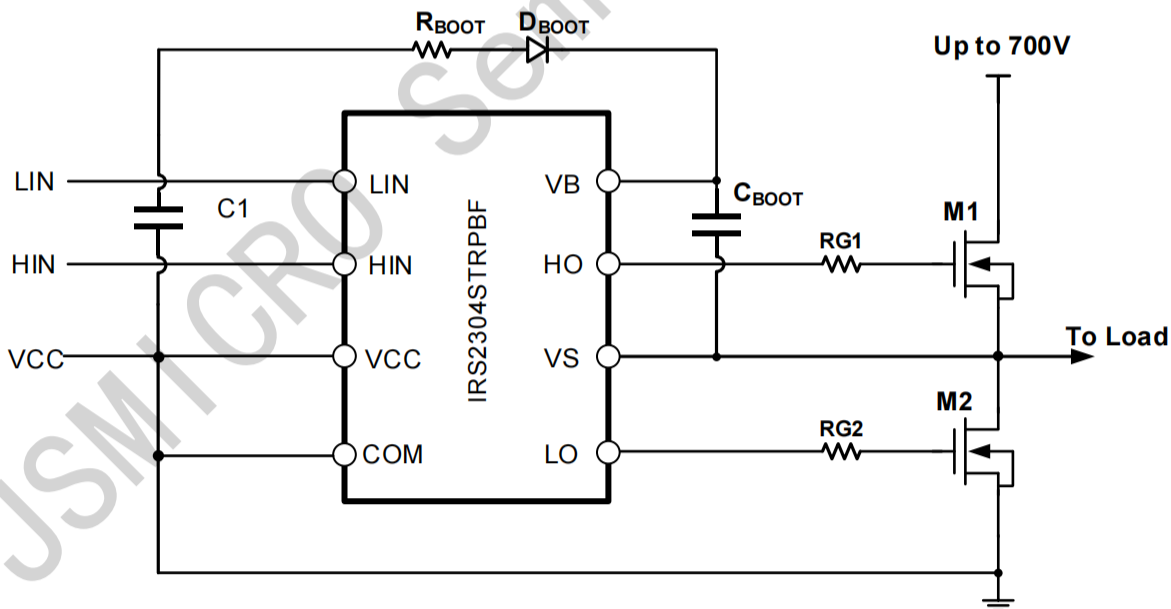 RBOOT DBOOT
Up to 700V
LIN LIN VB CBOOT
C1
M1
RG1
HIN HIN HO
IRS2304STRPBF
To Load
VCC VCC VS
M2
RG2
COM LO
JSMICRO Sem